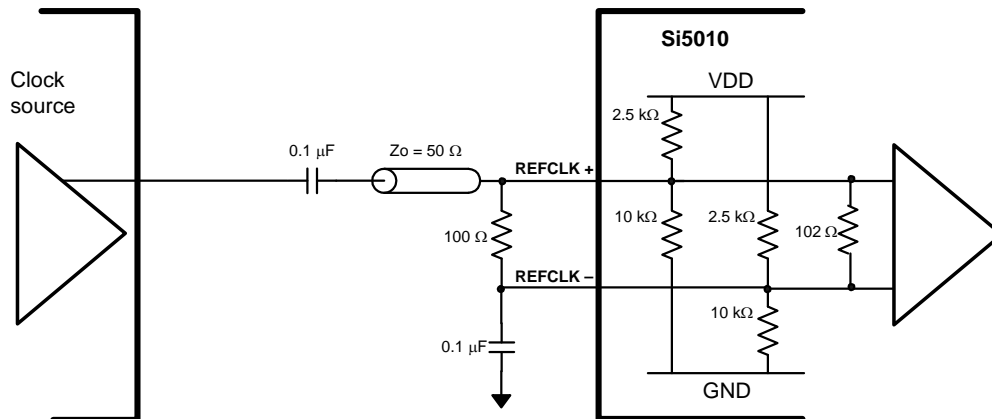 Si5010
Clock
source
VDD
2.5 kΩ
0.1 μF
Zo = 50 Ω
REFCLK +
100 Ω
10 kΩ
2.5 kΩ
102 Ω
REFCLK –
10 kΩ
0.1 μF
GND